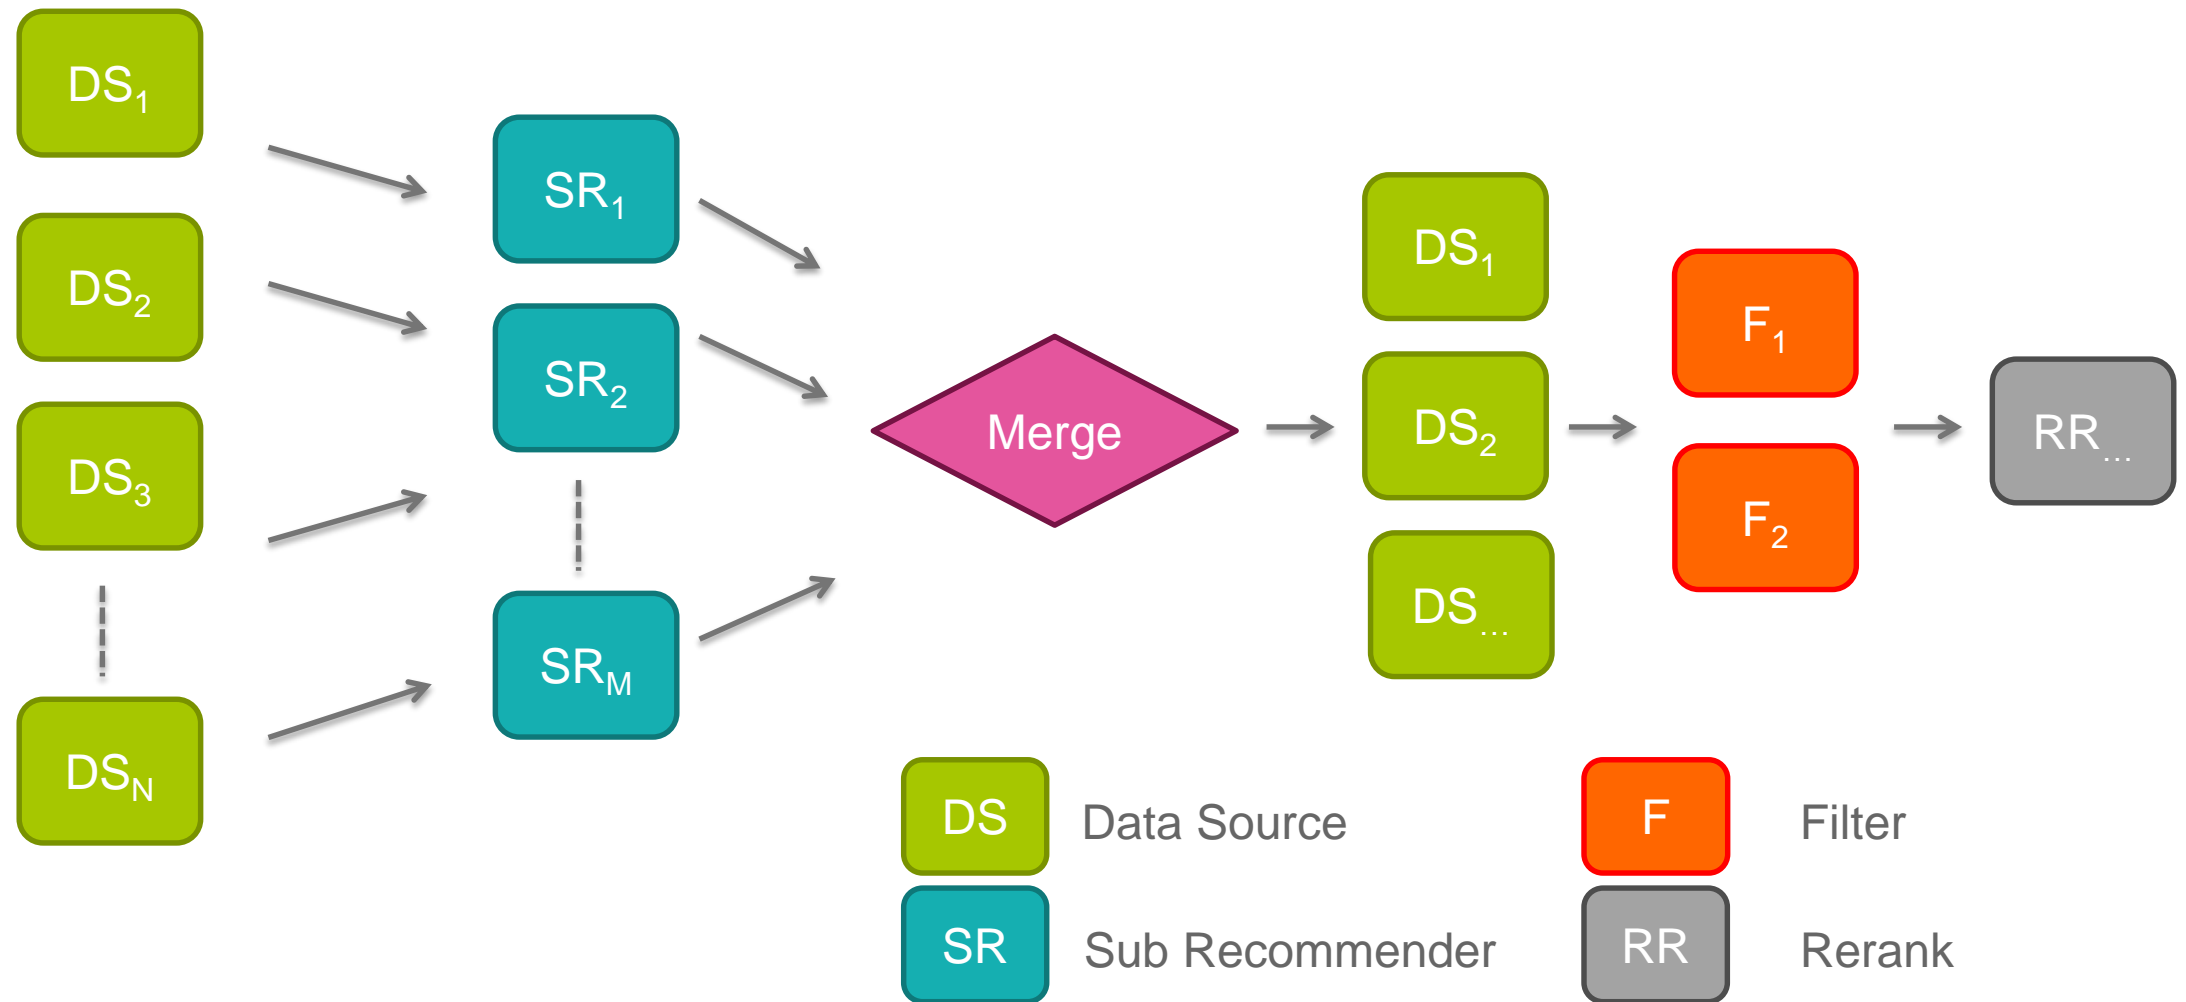 DS1
DS2
DS3
DSN
SR1
SR2
SRM
Merge
DS1
DS2
DS...
F1
F2
RR...
DS Data Source
F Filter
SR Sub Recommender
RR Rerank